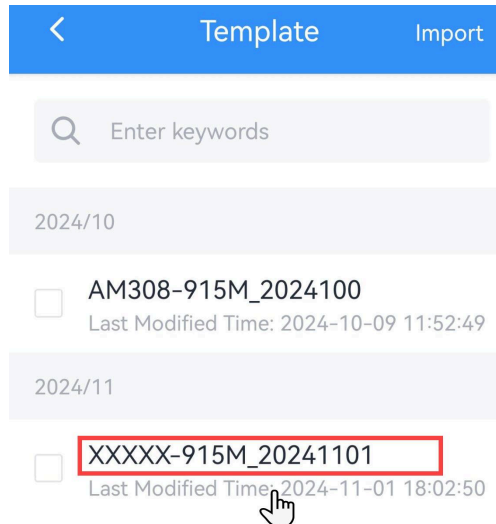 Template Import
Enter keywords
2024/10
AM308-915M_2024100
Last Modified Time: 2024-10-09 11:52:49
2024/11
XXXXX-915M_20241101
Last Modified Time: 2024-11-01 18:02:50